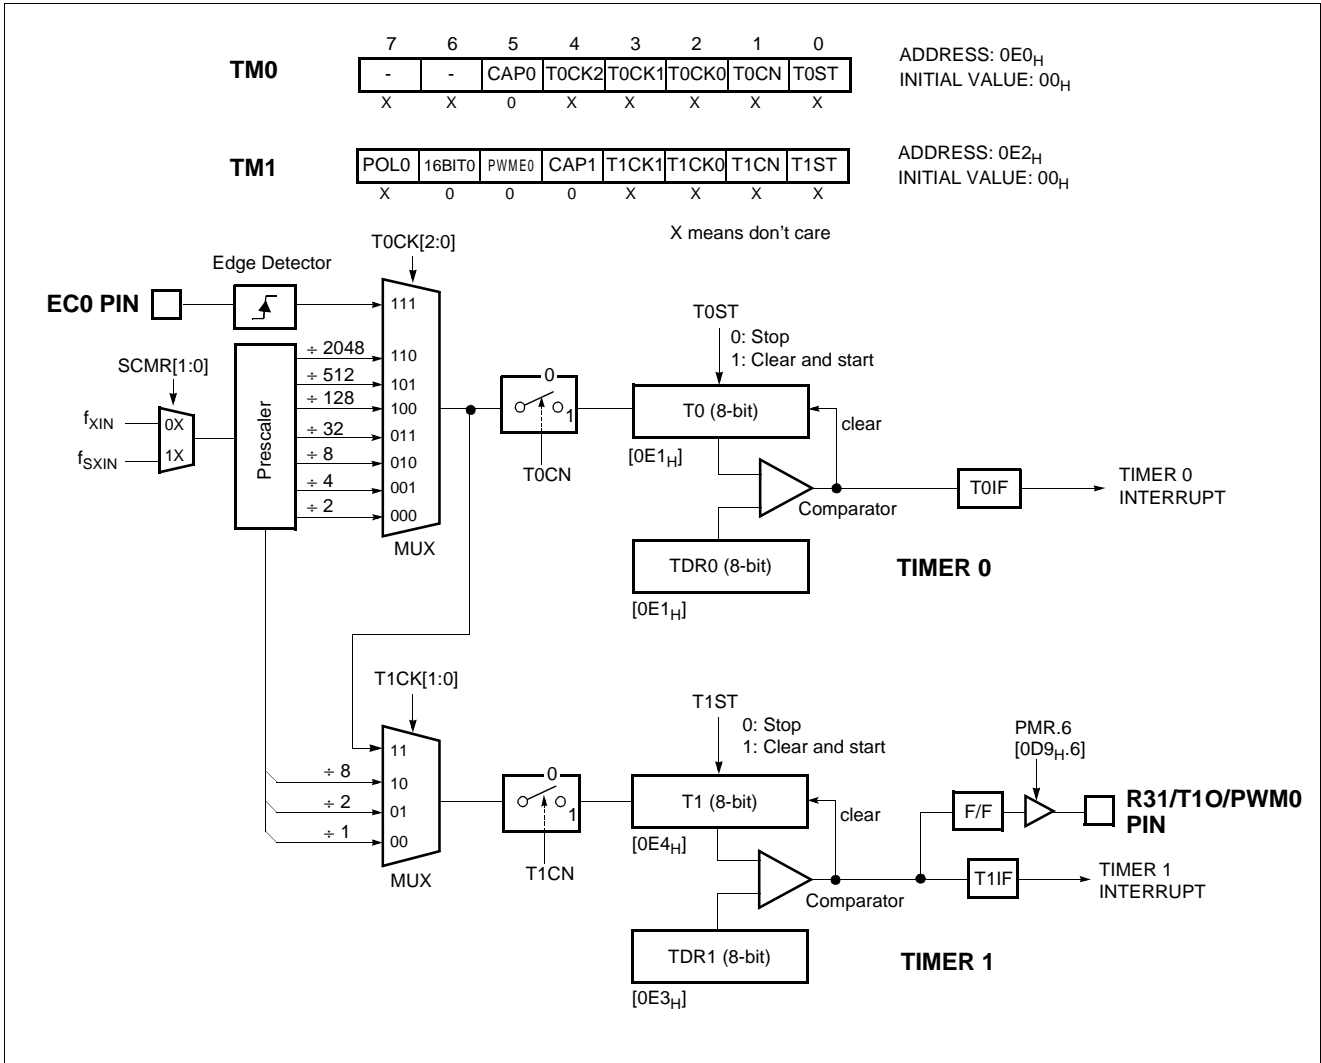 7 6 5 4 3 2 1 0
TM0
- - CAP0 T0CK2 T0CK1 T0CK0 T0CN T0ST
X X 0 X X X X X
ADDRESS: 0E0H
INITIAL VALUE: 00H
TM1
POL0 16BIT0 PWME0 CAP1 T1CK1 T1CK0 T1CN T1ST
X 0 0 0 X X X X
ADDRESS: 0E2H
INITIAL VALUE: 00H
X means don't care
T0CK[2:0]
Edge Detector
EC0 PIN
111
SCMR[1:0]
fXIN
fSXIN
0X
1X
Prescaler
÷ 2048 110
÷ 512 101
÷ 128 100
÷ 32 011
÷ 8 010
÷ 4 001
÷ 2 000
MUX
0
1
T0CN
T0ST
0: Stop
1: Clear and start
T0 (8-bit)
[0E1H]
clear
Comparator
T0IF
TIMER 0
INTERRUPT
TDR0 (8-bit)
[0E1H]
TIMER 0
T1CK[1:0]
11
÷ 8 10
÷ 2 01
÷ 1 00
MUX
0
1
T1CN
T1ST
0: Stop
1: Clear and start
T1 (8-bit)
[0E4H]
clear
Comparator
PMR.6
[0D9H.6]
F/F
R31/T1O/PWM0
PIN
T1IF
TIMER 1
INTERRUPT
TDR1 (8-bit)
[0E3H]
TIMER 1